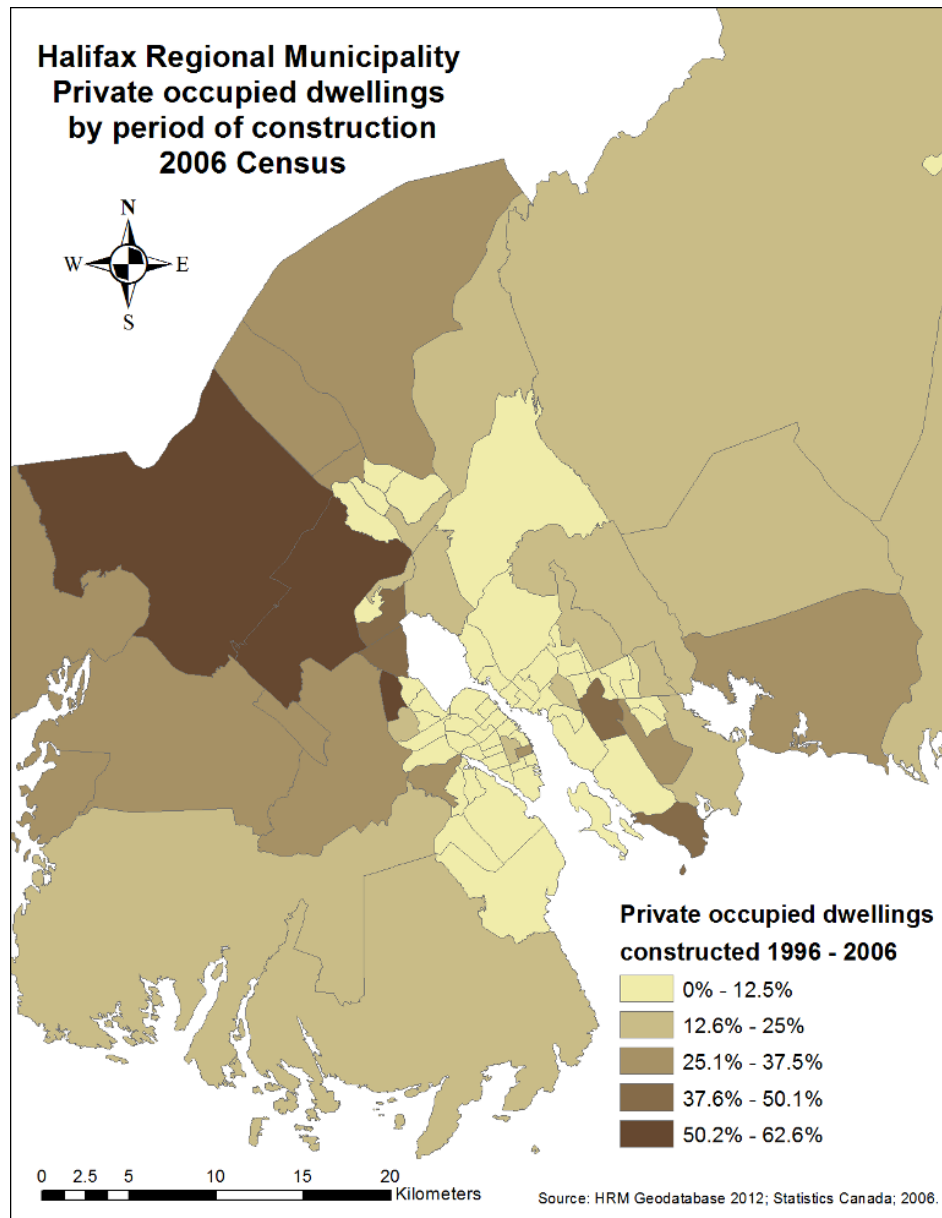 Halifax Regional Municipality
Private occupied dwellings
by period of construction
2006 Census
N
W E
S
Private occupied dwellings
constructed 1996 - 2006
0% - 12.5%
12.6% - 25%
25.1% - 37.5%
37.6% - 50.1%
50.2% - 62.6%
0 2.5 5 10 15 20
Kilometers
Source: HRM Geodatabase 2012; Statistics Canada; 2006.